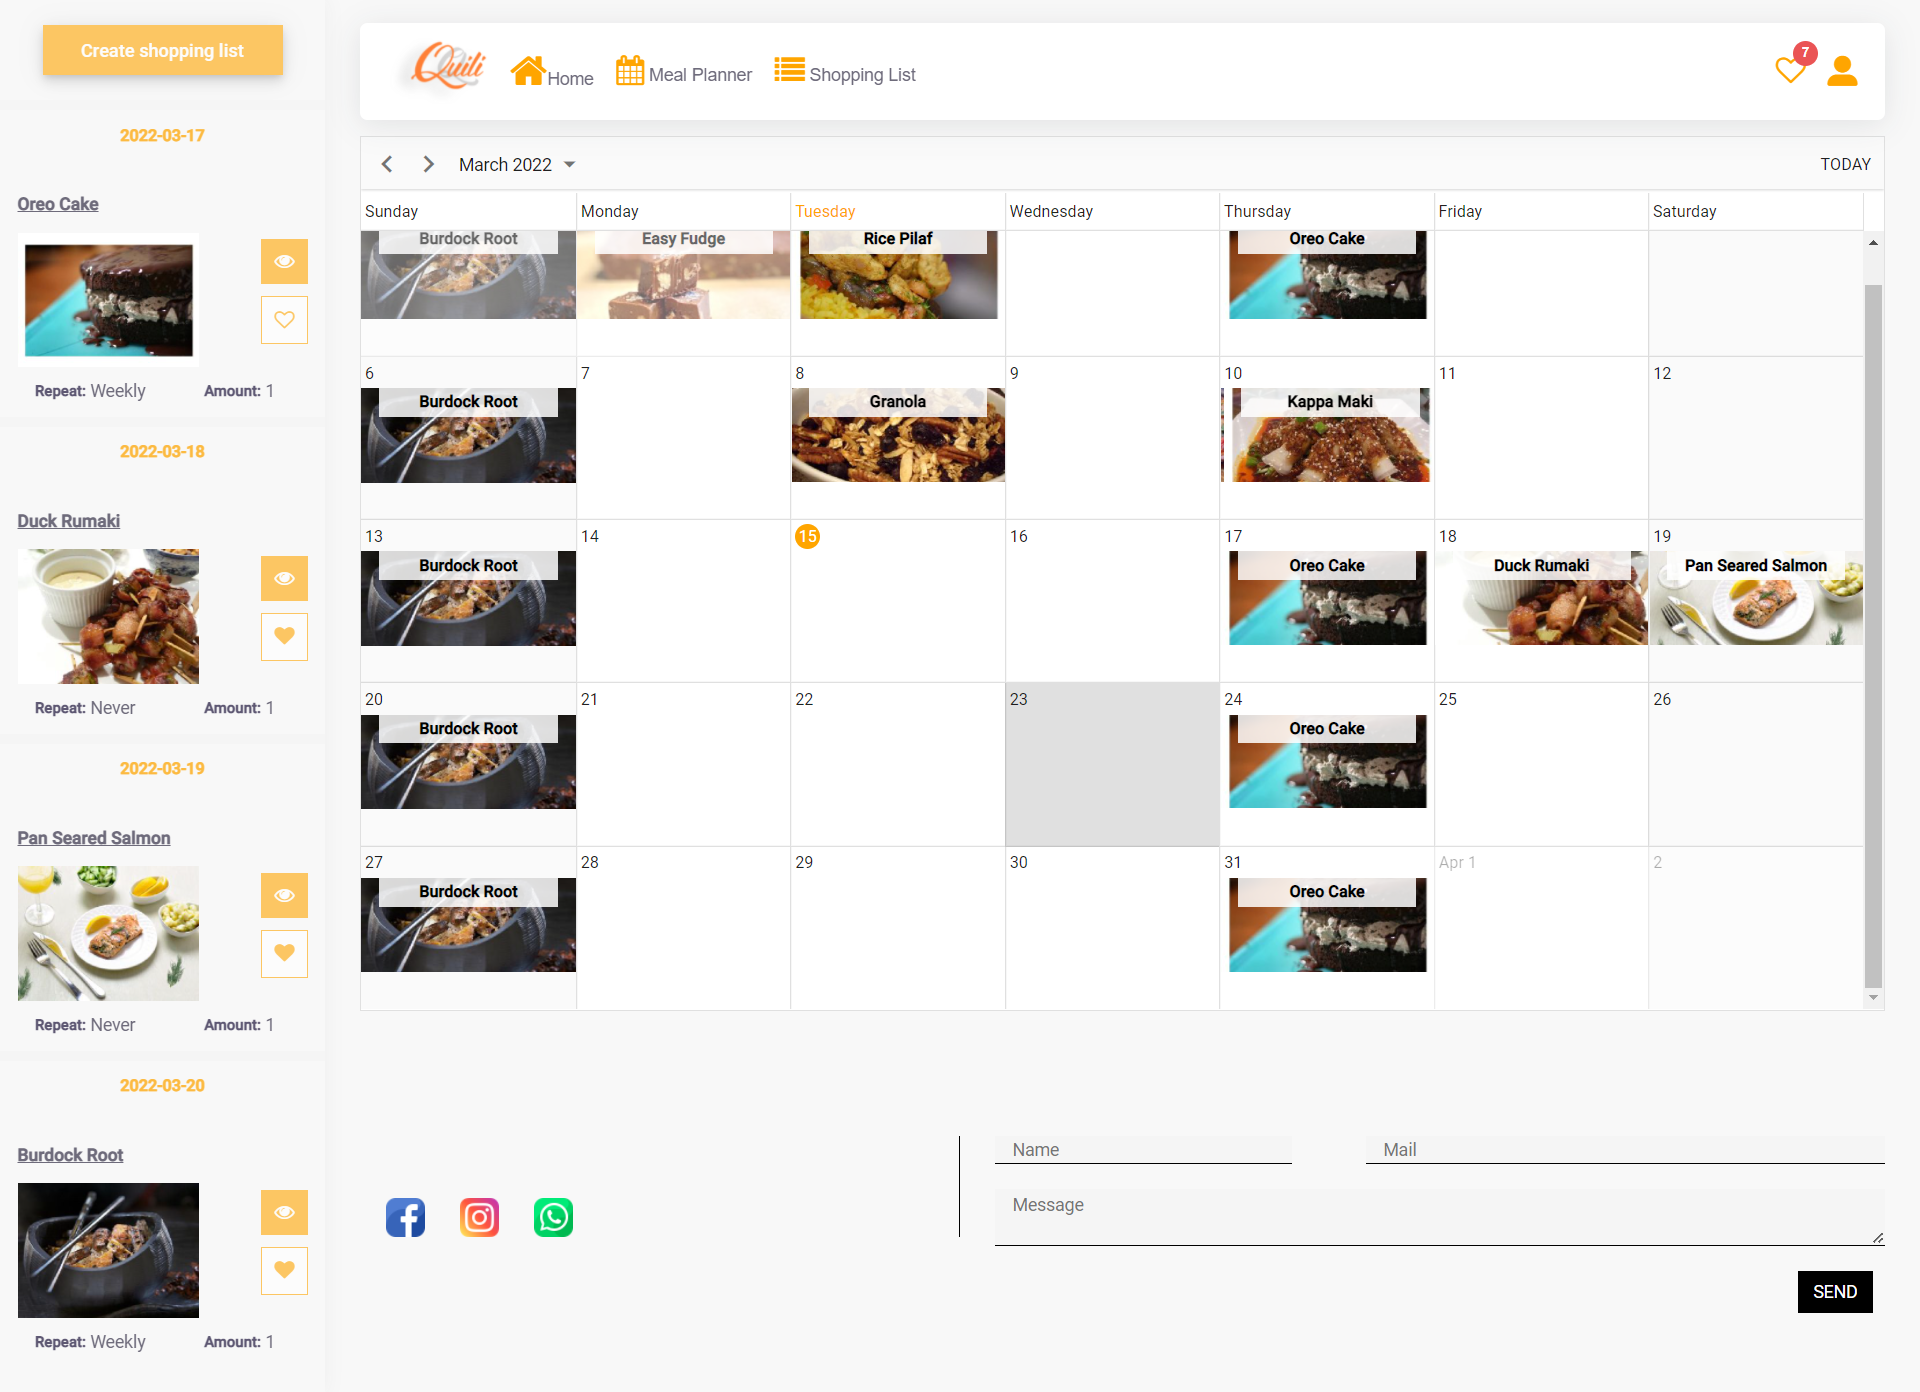 Create shopping list
2022-03-17
Oreo Cake
Repeat: Weekly Amount: 1
2022-03-18
Duck Rumaki
Repeat: Never Amount: 1
2022-03-19
Pan Seared Salmon
Repeat: Never Amount: 1
2022-03-20
Burdock Root
Repeat: Weekly Amount: 1
Quili Home Meal Planner Shopping List 7
March 2022 TODAY
Sunday Monday Tuesday Wednesday Thursday Friday Saturday
Burdock Root Easy Fudge Rice Pilaf Oreo Cake
6 7 8 9 10 11 12
Burdock Root Granola Kappa Maki
13 14 15 16 17 18 19
Burdock Root Oreo Cake Duck Rumaki Pan Seared Salmon
20 21 22 23 24 25 26
Burdock Root Oreo Cake
27 28 29 30 31 Apr 1 2
Burdock Root Oreo Cake
Name Mail
Message
SEND